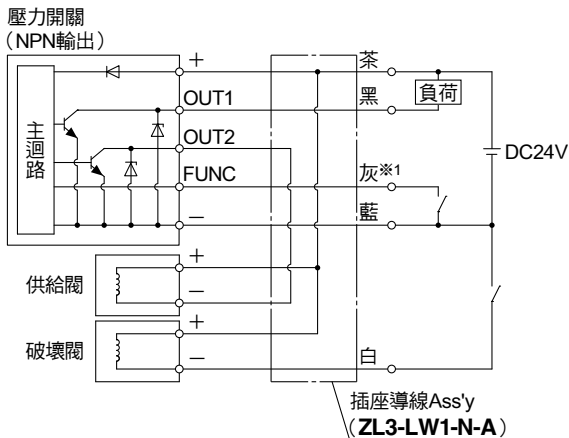 壓力開關
（NPN輸出）
主迴路
+
OUT1
OUT2
FUNC
−
供給閥
+
−
破壞閥
+
−
茶
黑
灰※1
藍
白
負荷
DC24V
插座導線Ass'y
（ZL3-LW1-N-A）